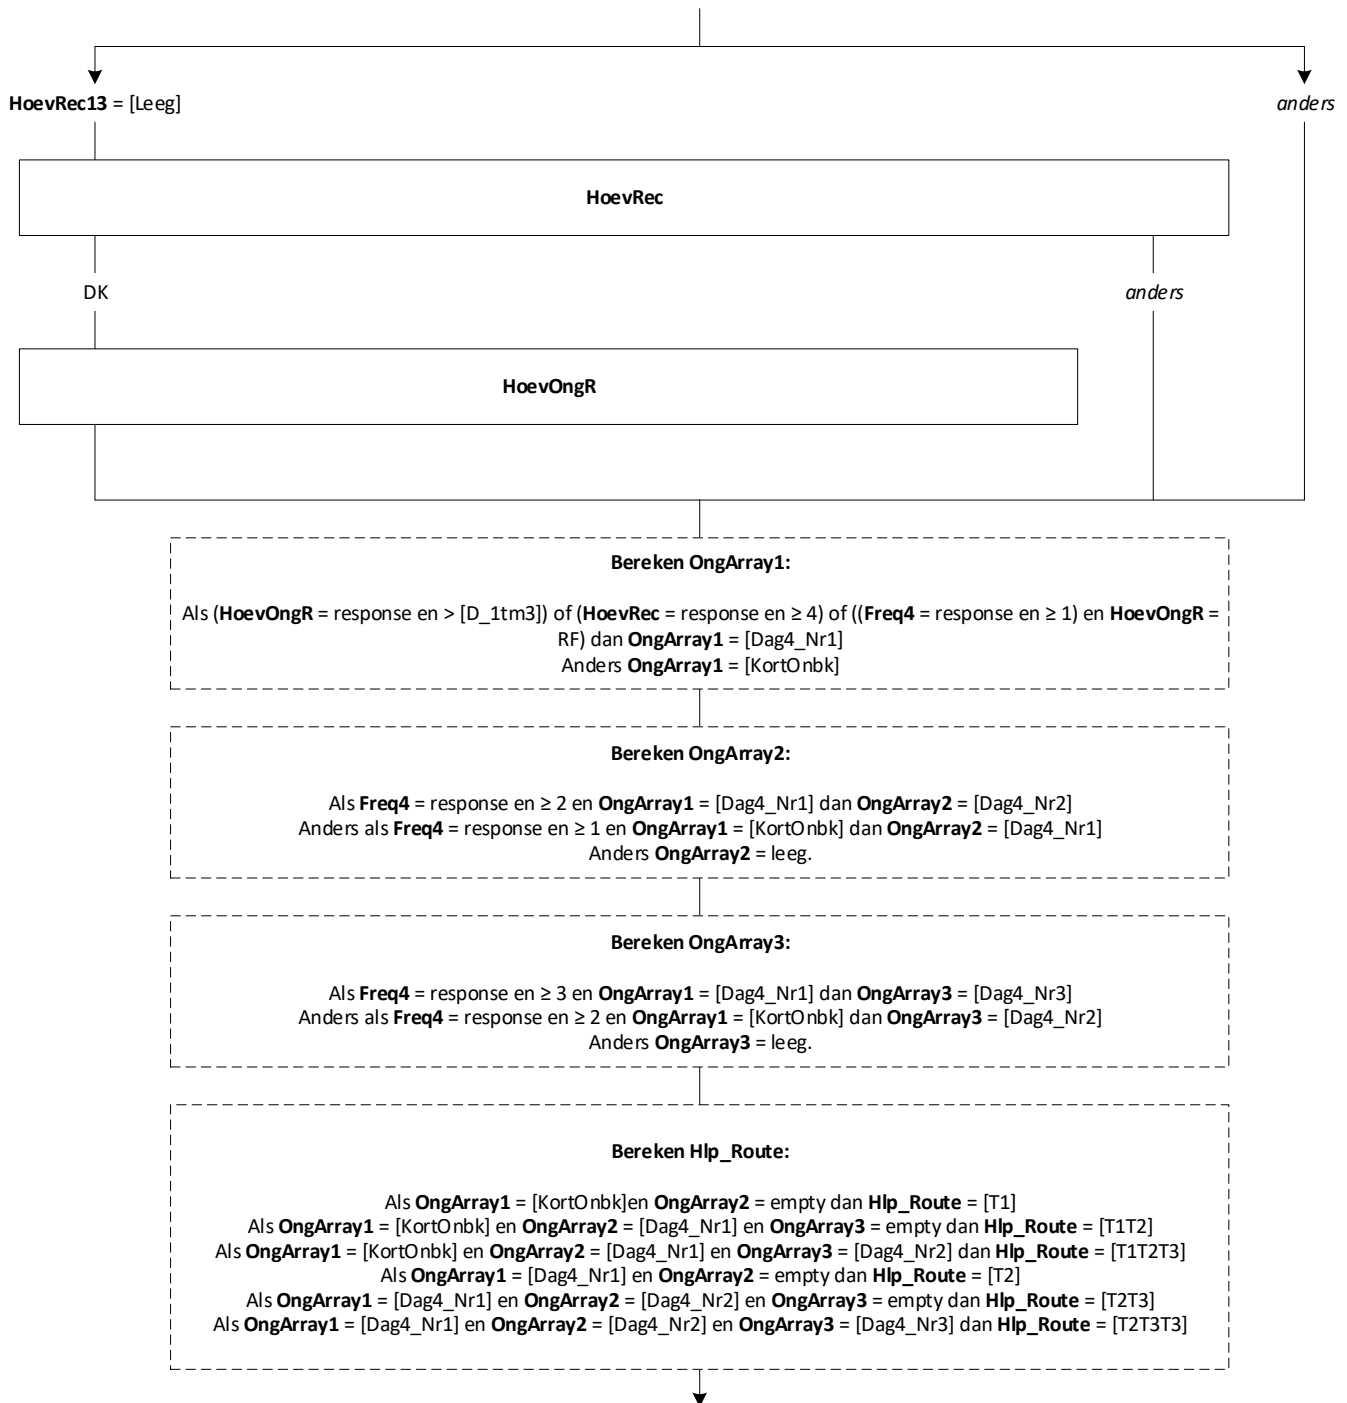 HoevRec13 = [Leeg]
anders
HoevRec
DK
anders
HoevOngR
Bereken OngArray1:
Als (HoevOngR = response en > [D_1tm3]) of (HoevRec = response en ≥ 4) of ((Freq4 = response en ≥ 1) en HoevOngR =
RF) dan OngArray1 = [Dag4_Nr1]
Anders OngArray1 = [KortOnbk]
Bereken OngArray2:
Als Freq4 = response en ≥ 2 en OngArray1 = [Dag4_Nr1] dan OngArray2 = [Dag4_Nr2]
Anders als Freq4 = response en ≥ 1 en OngArray1 = [KortOnbk] dan OngArray2 = [Dag4_Nr1]
Anders OngArray2 = leeg.
Bereken OngArray3:
Als Freq4 = response en ≥ 3 en OngArray1 = [Dag4_Nr1] dan OngArray3 = [Dag4_Nr3]
Anders als Freq4 = response en ≥ 2 en OngArray1 = [KortOnbk] dan OngArray3 = [Dag4_Nr2]
Anders OngArray3 = leeg.
Bereken Hlp_Route:
Als OngArray1 = [KortOnbk]en OngArray2 = empty dan Hlp_Route = [T1]
Als OngArray1 = [KortOnbk] en OngArray2 = [Dag4_Nr1] en OngArray3 = empty dan Hlp_Route = [T1T2]
Als OngArray1 = [KortOnbk] en OngArray2 = [Dag4_Nr1] en OngArray3 = [Dag4_Nr2] dan Hlp_Route = [T1T2T3]
Als OngArray1 = [Dag4_Nr1] en OngArray2 = empty dan Hlp_Route = [T2]
Als OngArray1 = [Dag4_Nr1] en OngArray2 = [Dag4_Nr2] en OngArray3 = empty dan Hlp_Route = [T2T3]
Als OngArray1 = [Dag4_Nr1] en OngArray2 = [Dag4_Nr2] en OngArray3 = [Dag4_Nr3] dan Hlp_Route = [T2T3T3]